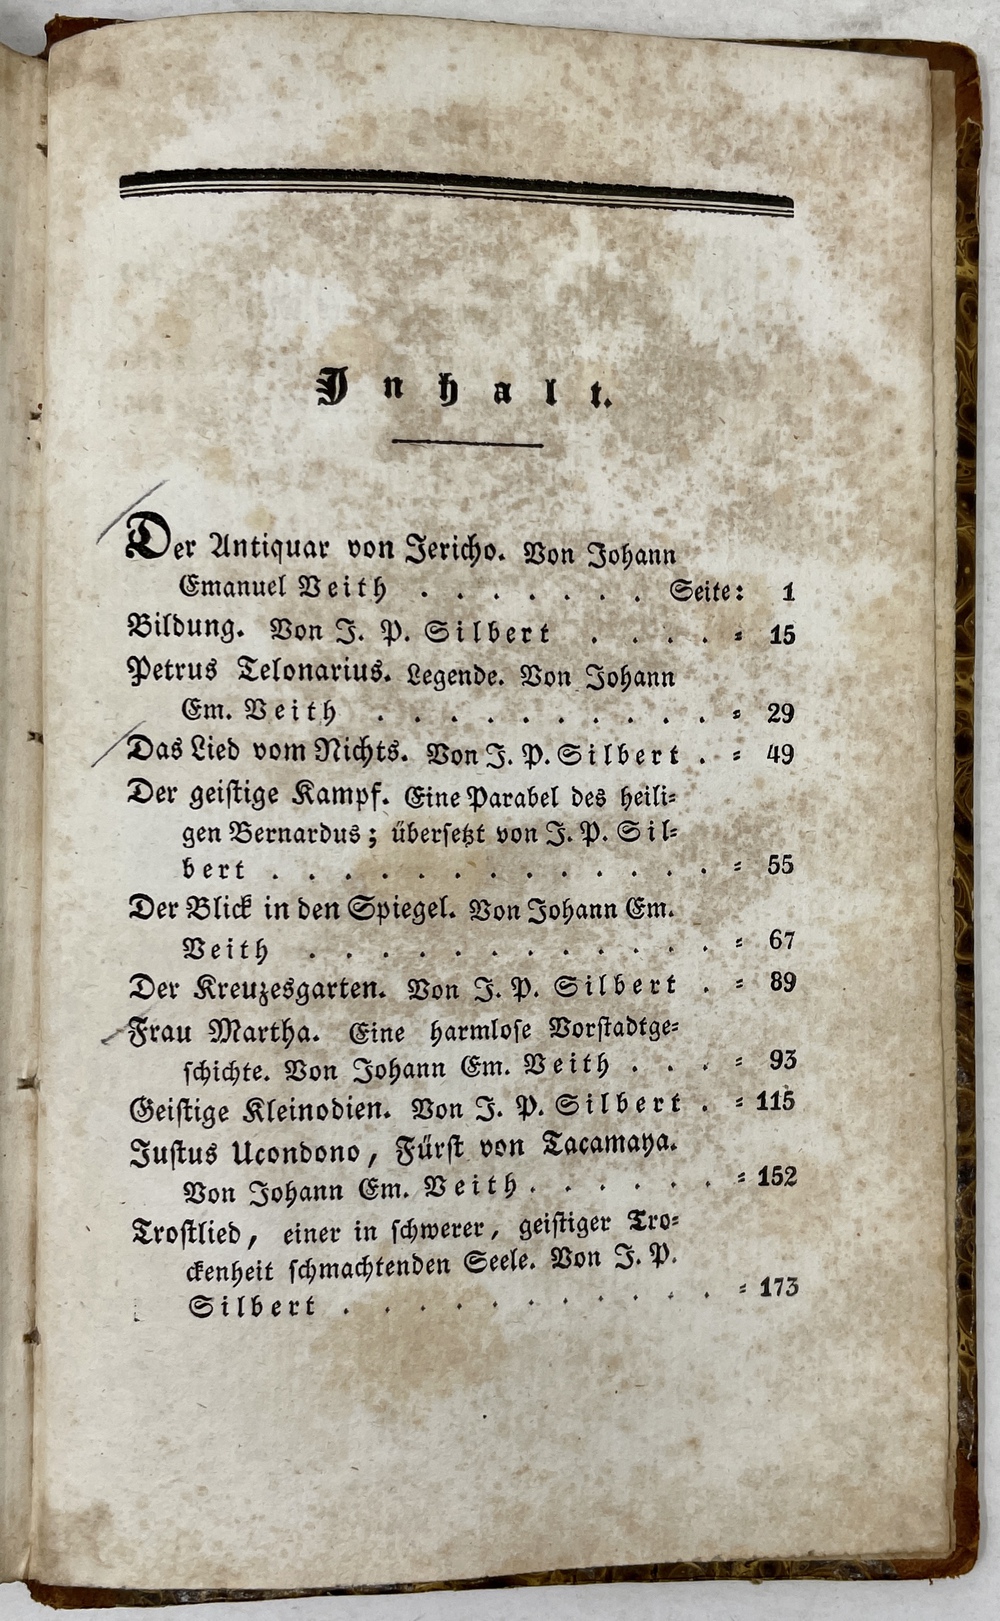 Inhalt.
Der Antiquar von Jericho. Von Johann
Emanuel Veith . . . . . . . Seite: 1
Bildung. Von J. P. Silbert . . . . = 15
Petrus Telonarius. Legende. Von Johann
Em. Veith . . . . . . . . . . = 29
Das Lied vom Nichts. Von J. P. Silbert . = 49
Der geistige Kampf. Eine Parabel des heili=
gen Bernardus; übersetzt von J. P. Sil=
bert . . . . . . . . . . . . = 55
Der Blick in den Spiegel. Von Johann Em.
Veith . . . . . . . . . . . = 67
Der Kreuzesgarten. Von J. P. Silbert . = 89
Frau Martha. Eine harmlose Vorstadtge=
schichte. Von Johann Em. Veith . . . = 93
Geistige Kleinodien. Von J. P. Silbert . = 115
Justus Ucondono, Fürst von Tacamaya.
Von Johann Em. Veith . . . . . . = 152
Trostlied, einer in schwerer, geistiger Tro=
ckenheit schmachtenden Seele. Von J. P.
Silbert . . . . . . . . . . . = 173